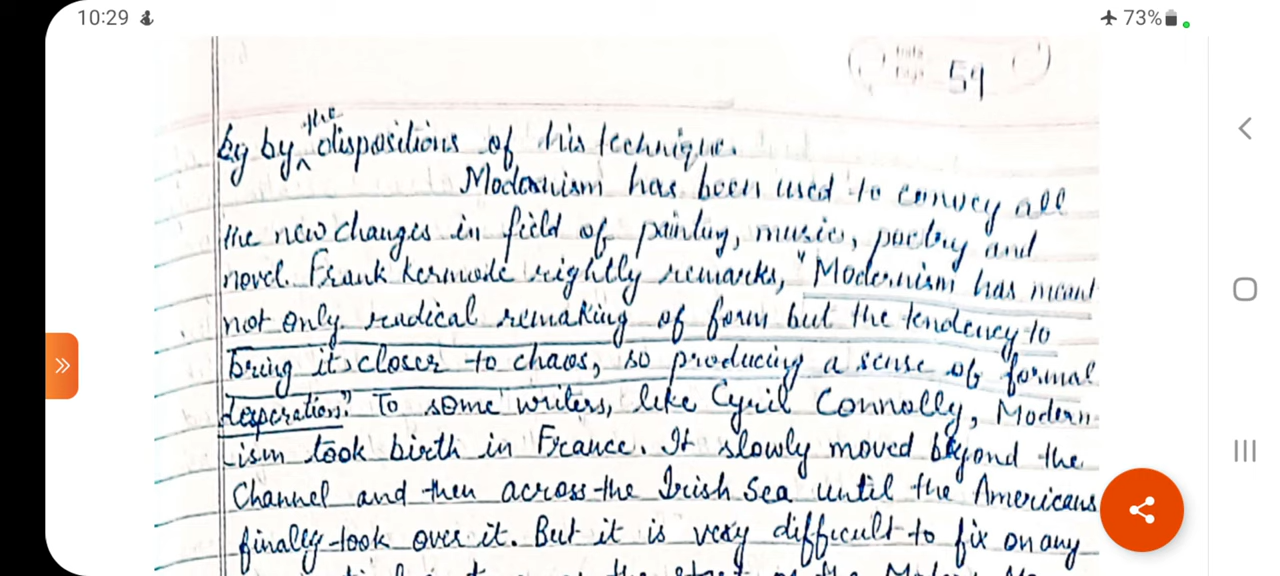 10:29
73%
59
by by the dispositions of his technique.
Modernism has been used to convey all
the new changes in field of painting, music, poetry and
novel. Frank Kermode rightly remarks, "Modernism has meant
not only radical remaking of form but the tendency to
bring it closer to chaos, so producing a sense of formal
desperation." To some writers, like Cyril Connolly, Modern
-ism took birth in France. It slowly moved beyond the
Channel and then across the Irish Sea until the Americans
finally took over it. But it is very difficult to fix on any